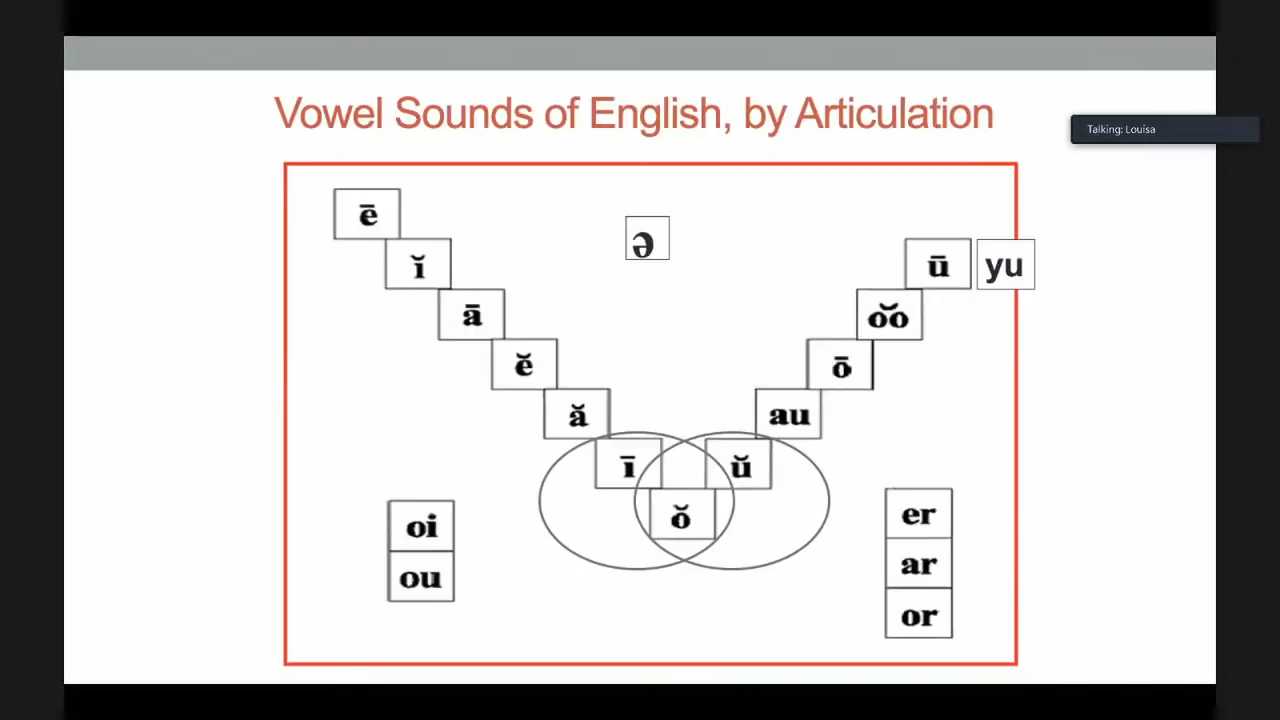 Vowel Sounds of English, by Articulation
Talking: Louisa
ē
ə
ĭ
ū
yu
ā
o͝o
ĕ
ō
ă
au
ī
ŭ
ŏ
oi
ou
er
ar
or